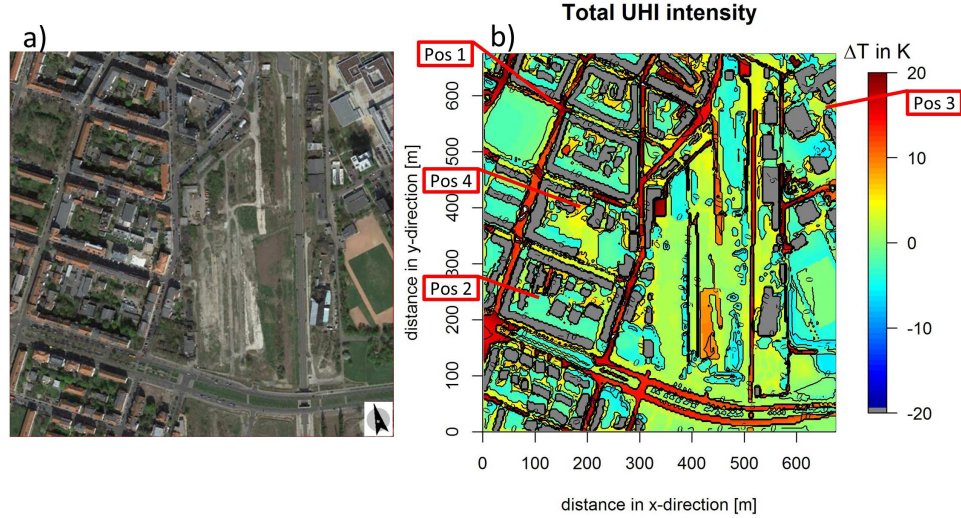 Total UHI intensity
a)
b)
ΔT in K
Pos 1
Pos 3
Pos 4
Pos 2
distance in y-direction [m]
600
500
400
300
200
100
0
0 100 200 300 400 500 600
distance in x-direction [m]
20
10
0
-10
-20